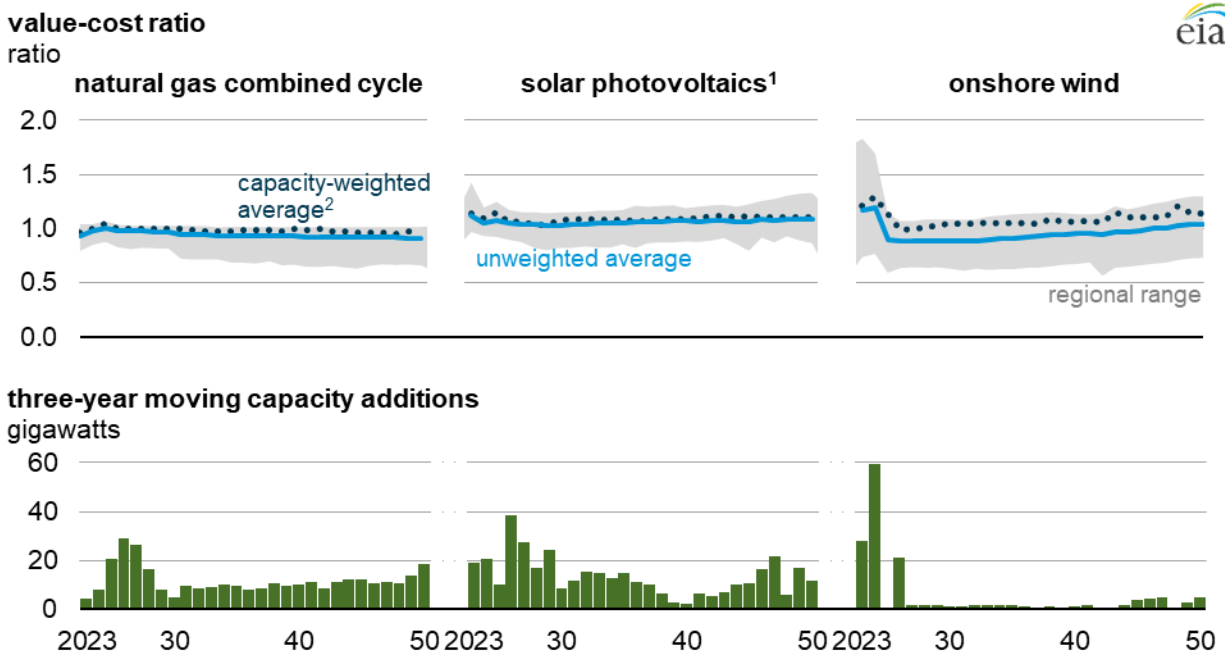 value-cost ratio
ratio
eia
natural gas combined cycle
solar photovoltaics¹
onshore wind
2.0
1.5
1.0
0.5
0.0
capacity-weighted
average²
unweighted average
regional range
three-year moving capacity additions
gigawatts
60
40
20
0
2023 30 40 50 2023 30 40 50 2023 30 40 50